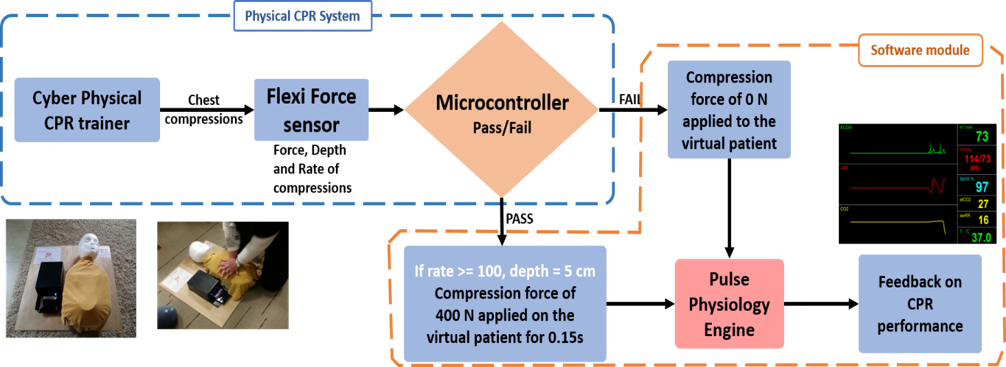 Physical CPR System
Software module
Cyber Physical
CPR trainer
Chest
compressions
Flexi Force
sensor
Force, Depth
and Rate of
compressions
Microcontroller
Pass/Fail
FAIL
PASS
Compression
force of 0 N
applied to the
virtual patient
If rate >= 100, depth = 5 cm
Compression force of
400 N applied on the
virtual patient for 0.15s
Pulse
Physiology
Engine
Feedback on
CPR
performance
73
114/73
97
etCO2
27
16
37.0
CO2